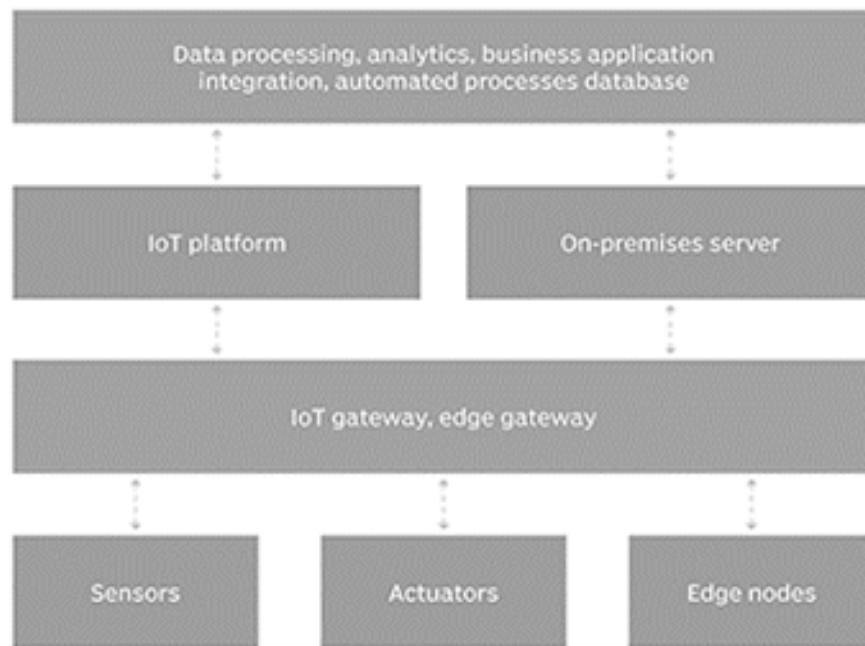 Data processing, analytics, business application
integration, automated processes database
IoT platform
On-premises server
IoT gateway, edge gateway
Sensors
Actuators
Edge nodes